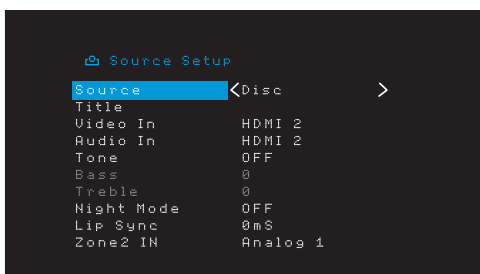 Source Setup
Source < Disc >
Title
Video In HDMI 2
Audio In HDMI 2
Tone OFF
Bass 0
Treble 0
Night Mode OFF
Lip Sync 0mS
Zone2 IN Analog 1